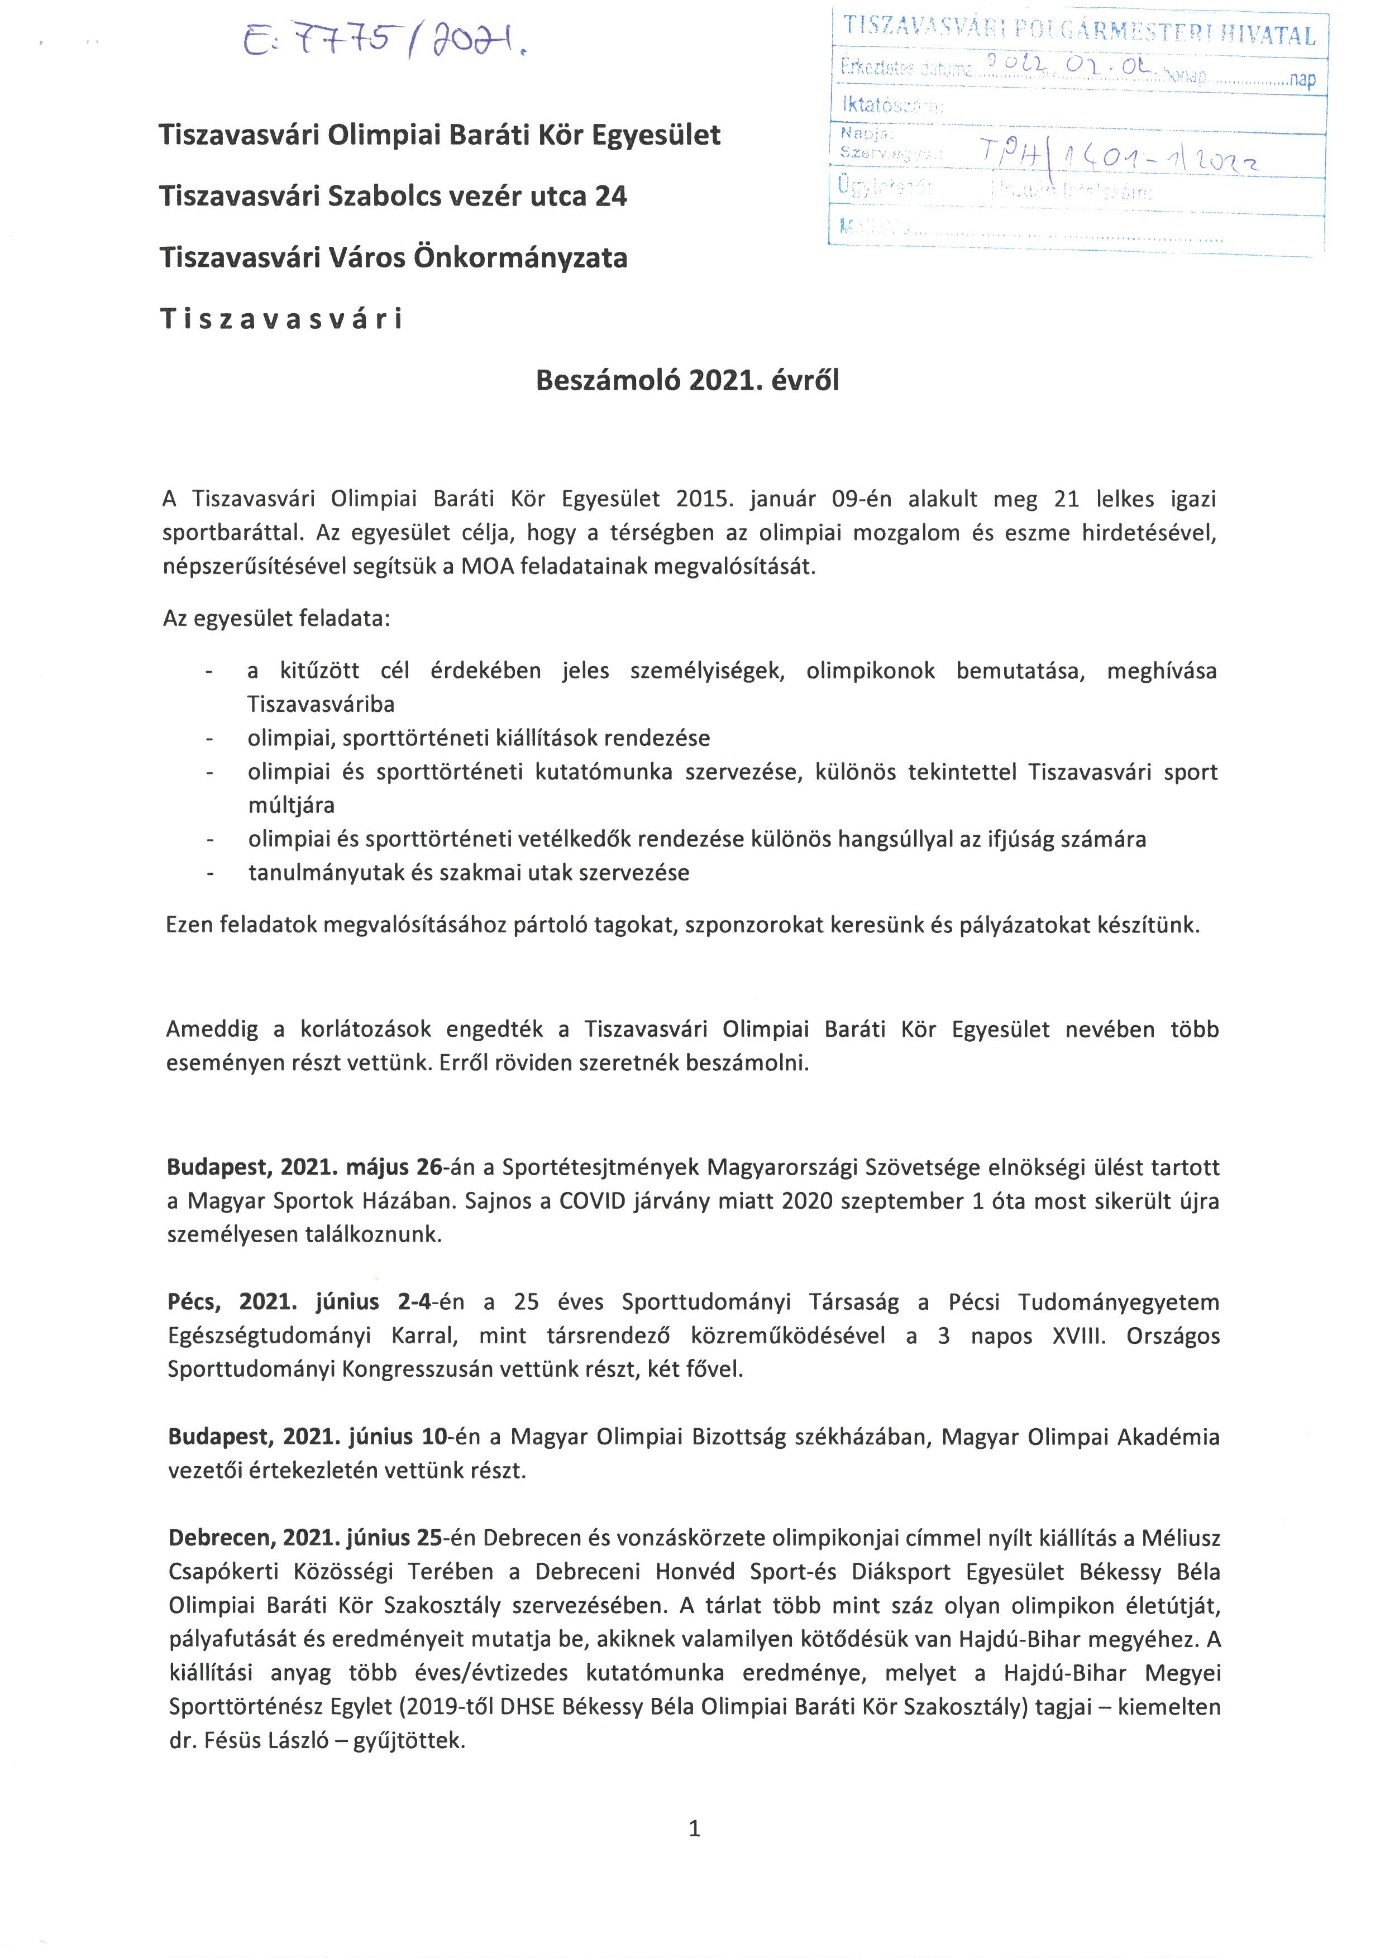 E: 7775/2021.
TISZAVASVÁRI POLGÁRMESTERI HIVATAL
Érkeztetés dátuma 2022 02. 02. hónap ............nap
Iktatószám:
TPH/1401-1/2022
Tiszavasvári Olimpiai Baráti Kör Egyesület
Tiszavasvári Szabolcs vezér utca 24
Tiszavasvári Város Önkormányzata
T i s z a v a s v á r i
Beszámoló 2021. évről
A Tiszavasvári Olimpiai Baráti Kör Egyesület 2015. január 09-én alakult meg 21 lelkes igazi
sportbaráttal. Az egyesület célja, hogy a térségben az olimpiai mozgalom és eszme hirdetésével,
népszerűsítésével segítsük a MOA feladatainak megvalósítását.
Az egyesület feladata:
- a kitűzött cél érdekében jeles személyiségek, olimpikonok bemutatása, meghívása
Tiszavasváriba
- olimpiai, sporttörténeti kiállítások rendezése
- olimpiai és sporttörténeti kutatómunka szervezése, különös tekintettel Tiszavasvári sport
múltjára
- olimpiai és sporttörténeti vetélkedők rendezése különös hangsúllyal az ifjúság számára
- tanulmányutak és szakmai utak szervezése
Ezen feladatok megvalósításához pártoló tagokat, szponzorokat keresünk és pályázatokat készítünk.
Ameddig a korlátozások engedték a Tiszavasvári Olimpiai Baráti Kör Egyesület nevében több
eseményen részt vettünk. Erről röviden szeretnék beszámolni.
Budapest, 2021. május 26-án a Sportétesjtmények Magyarországi Szövetsége elnökségi ülést tartott
a Magyar Sportok Házában. Sajnos a COVID járvány miatt 2020 szeptember 1 óta most sikerült újra
személyesen találkoznunk.
Pécs, 2021. június 2-4-én a 25 éves Sporttudományi Társaság a Pécsi Tudományegyetem
Egészségtudományi Karral, mint társrendező közreműködésével a 3 napos XVIII. Országos
Sporttudományi Kongresszusán vettünk részt, két fővel.
Budapest, 2021. június 10-én a Magyar Olimpiai Bizottság székházában, Magyar Olimpai Akadémia
vezetői értekezletén vettünk részt.
Debrecen, 2021. június 25-én Debrecen és vonzáskörzete olimpikonjai címmel nyílt kiállítás a Méliusz
Csapókerti Közösségi Terében a Debreceni Honvéd Sport-és Diáksport Egyesület Békessy Béla
Olimpiai Baráti Kör Szakosztály szervezésében. A tárlat több mint száz olyan olimpikon életútját,
pályafutását és eredményeit mutatja be, akiknek valamilyen kötődésük van Hajdú-Bihar megyéhez. A
kiállítási anyag több éves/évtizedes kutatómunka eredménye, melyet a Hajdú-Bihar Megyei
Sporttörténész Egylet (2019-től DHSE Békessy Béla Olimpiai Baráti Kör Szakosztály) tagjai – kiemelten
dr. Fésüs László – gyűjtöttek.
1